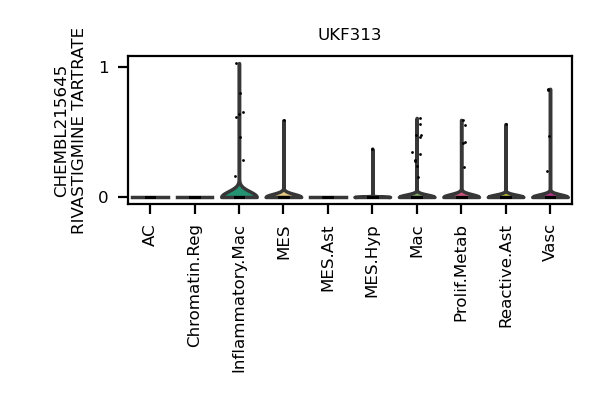 UKF313
CHEMBL215645
RIVASTIGMINE TARTRATE
1
0
AC
Chromatin.Reg
Inflammatory.Mac
MES
MES.Ast
MES.Hyp
Mac
Prolif.Metab
Reactive.Ast
Vasc